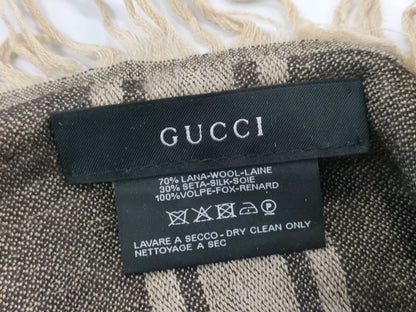 GUCCI
70% LANA-WOOL-LAINE
30% SETA-SILK-SOIE
100%VOLPE-FOX-RENARD
LAVARE A SECCO - DRY CLEAN ONLY
NETTOYAGE A SEC